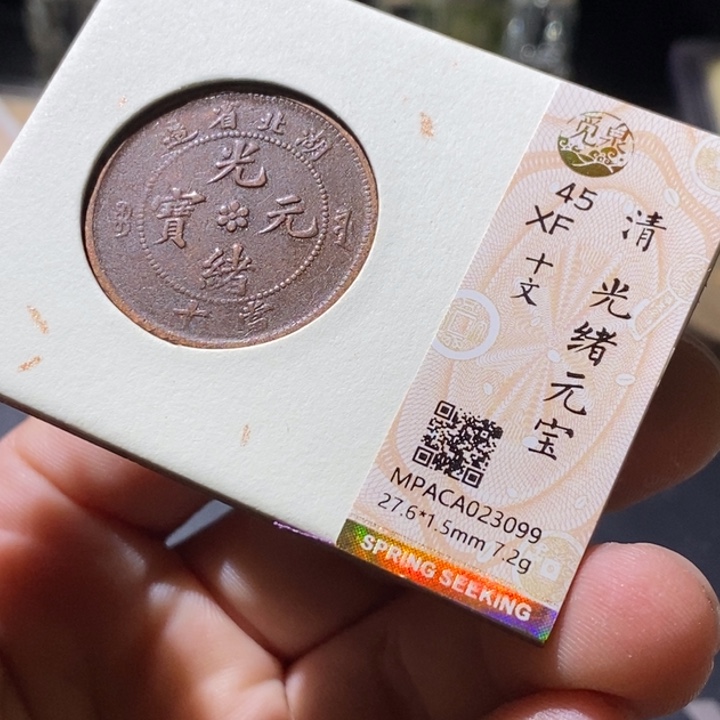 湖北省造
光緒元寶
當十
觅泉
45
XF
十文
清
光绪元宝
MPACA023099
27.6*1.5mm 7.2g
SPRING SEEKING